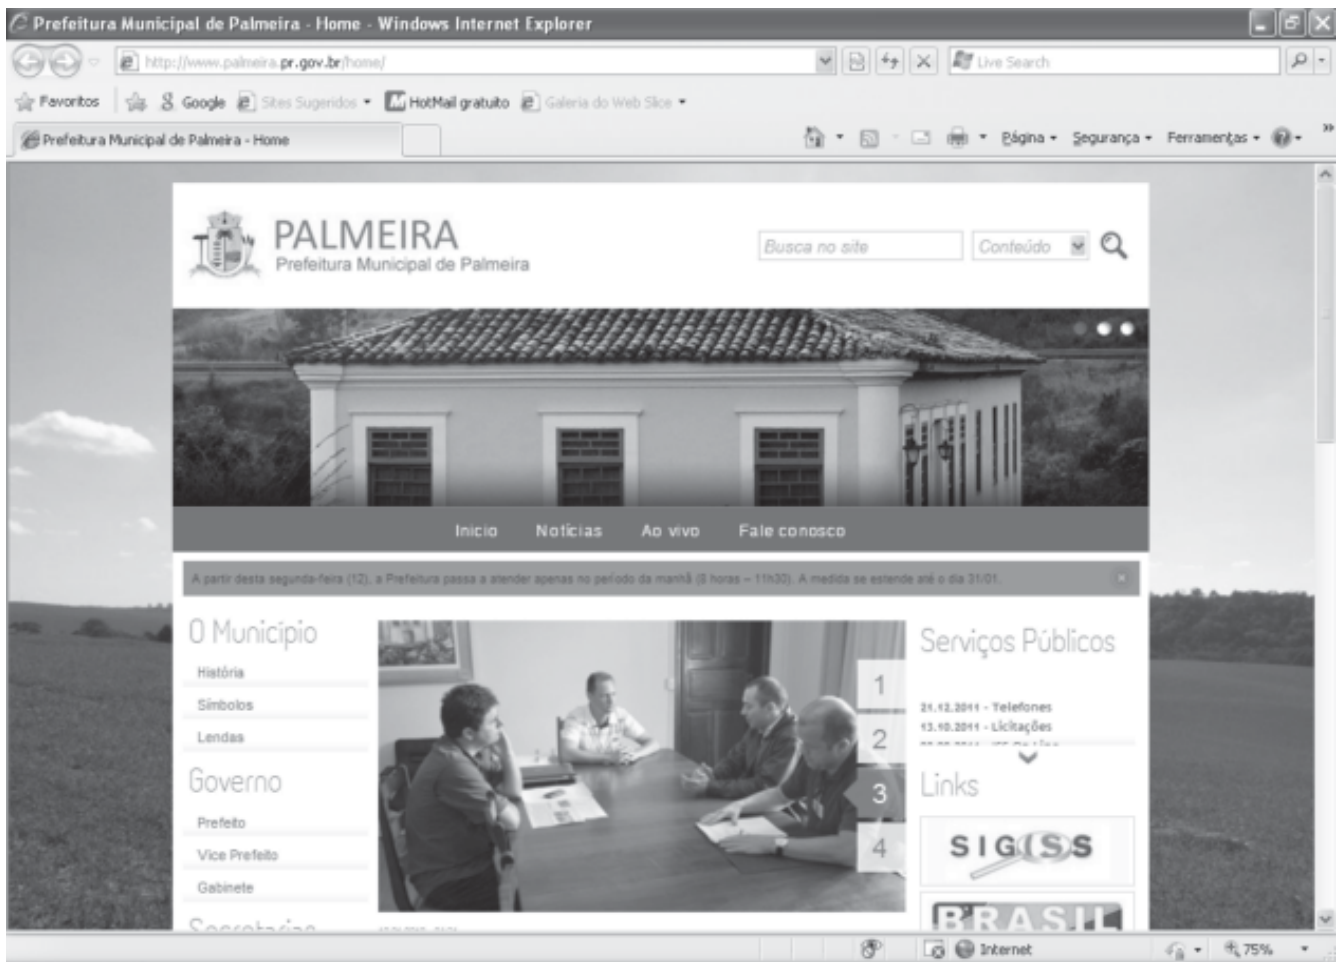 Prefeitura Municipal de Palmeira - Home - Windows Internet Explorer
http://www.palmeira.pr.gov.br/home/
Live Search
Favoritos Google Sites Sugeridos HotMail gratuito Galeria do Web Slice
Prefeitura Municipal de Palmeira - Home
Página Segurança Ferramentas
PALMEIRA
Prefeitura Municipal de Palmeira
Busca no site
Conteúdo
Inicio Notícias Ao vivo Fale conosco
A partir desta segunda-feira (12), a Prefeitura passa a atender apenas no período da manhã (8 horas – 11h30). A medida se estende até o dia 31/01.
O Município
História
Símbolos
Lendas
Governo
Prefeito
Vice Prefeito
Gabinete
1
2
3
4
Serviços Públicos
21.12.2011 - Telefones
13.10.2011 - Licitações
Links
SIGISS
BRASIL
Internet
75%